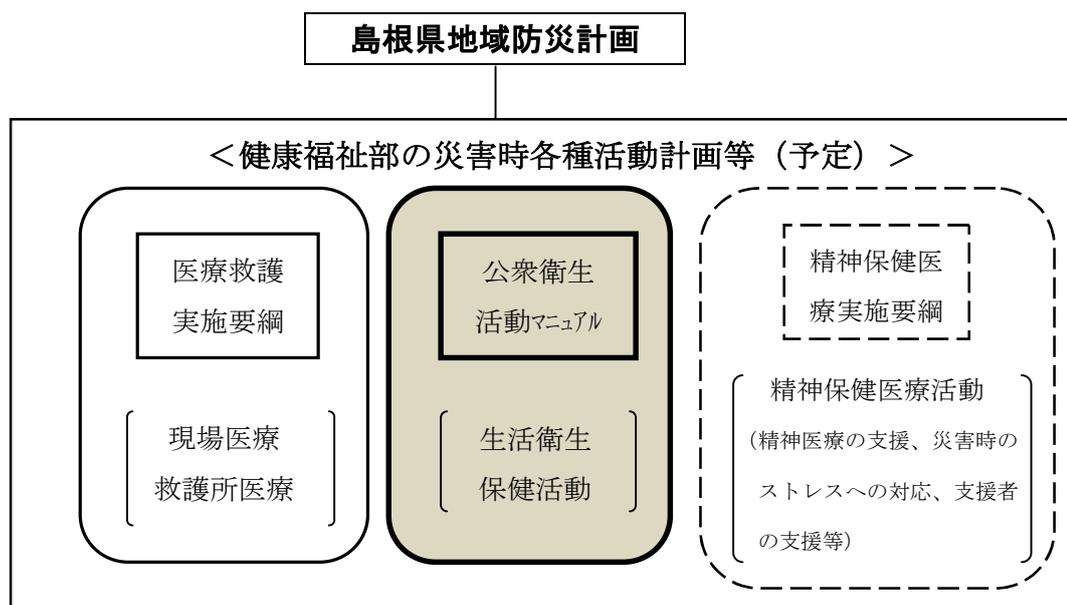 島根県地域防災計画
＜健康福祉部の災害時各種活動計画等（予定）＞
医療救護
実施要綱
現場医療
救護所医療
公衆衛生
活動ﾏﾆｭｱﾙ
生活衛生
保健活動
精神保健医
療実施要綱
精神保健医療活動
（精神医療の支援、災害時の
ストレスへの対応、支援者
の支援等）